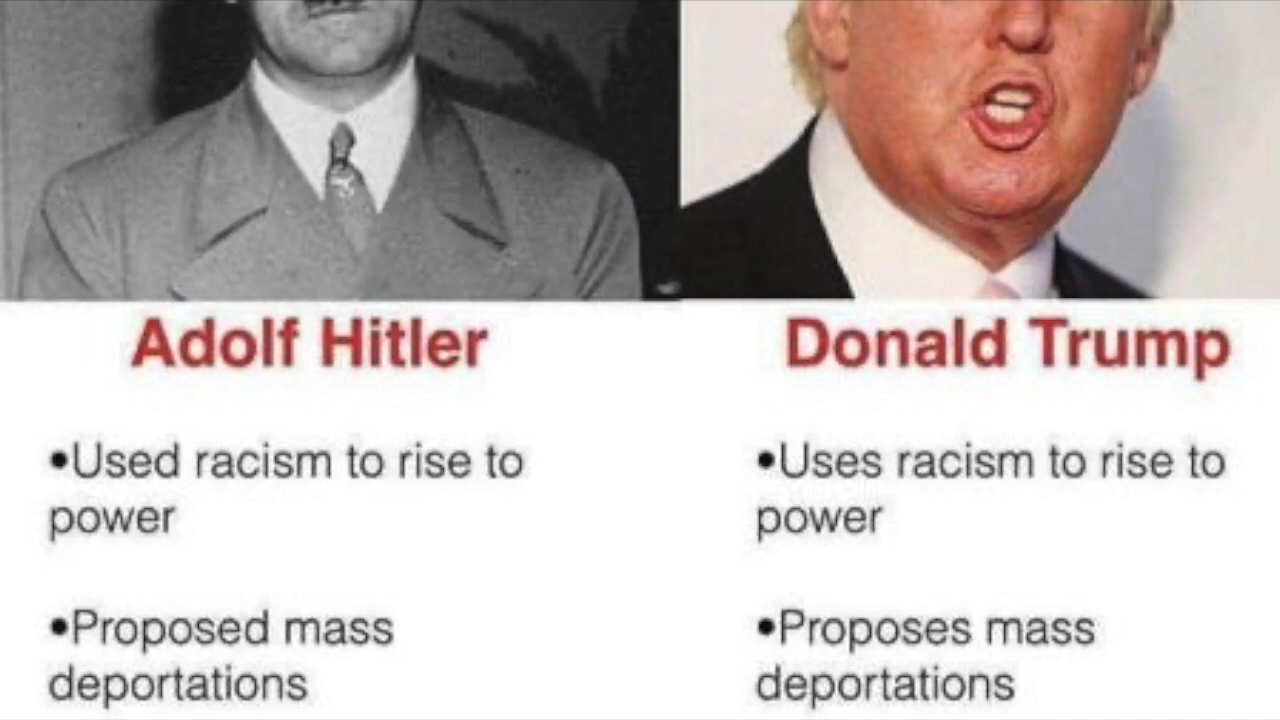 Adolf Hitler
•Used racism to rise to
power
•Proposed mass
deportations
Donald Trump
•Uses racism to rise to
power
•Proposes mass
deportations